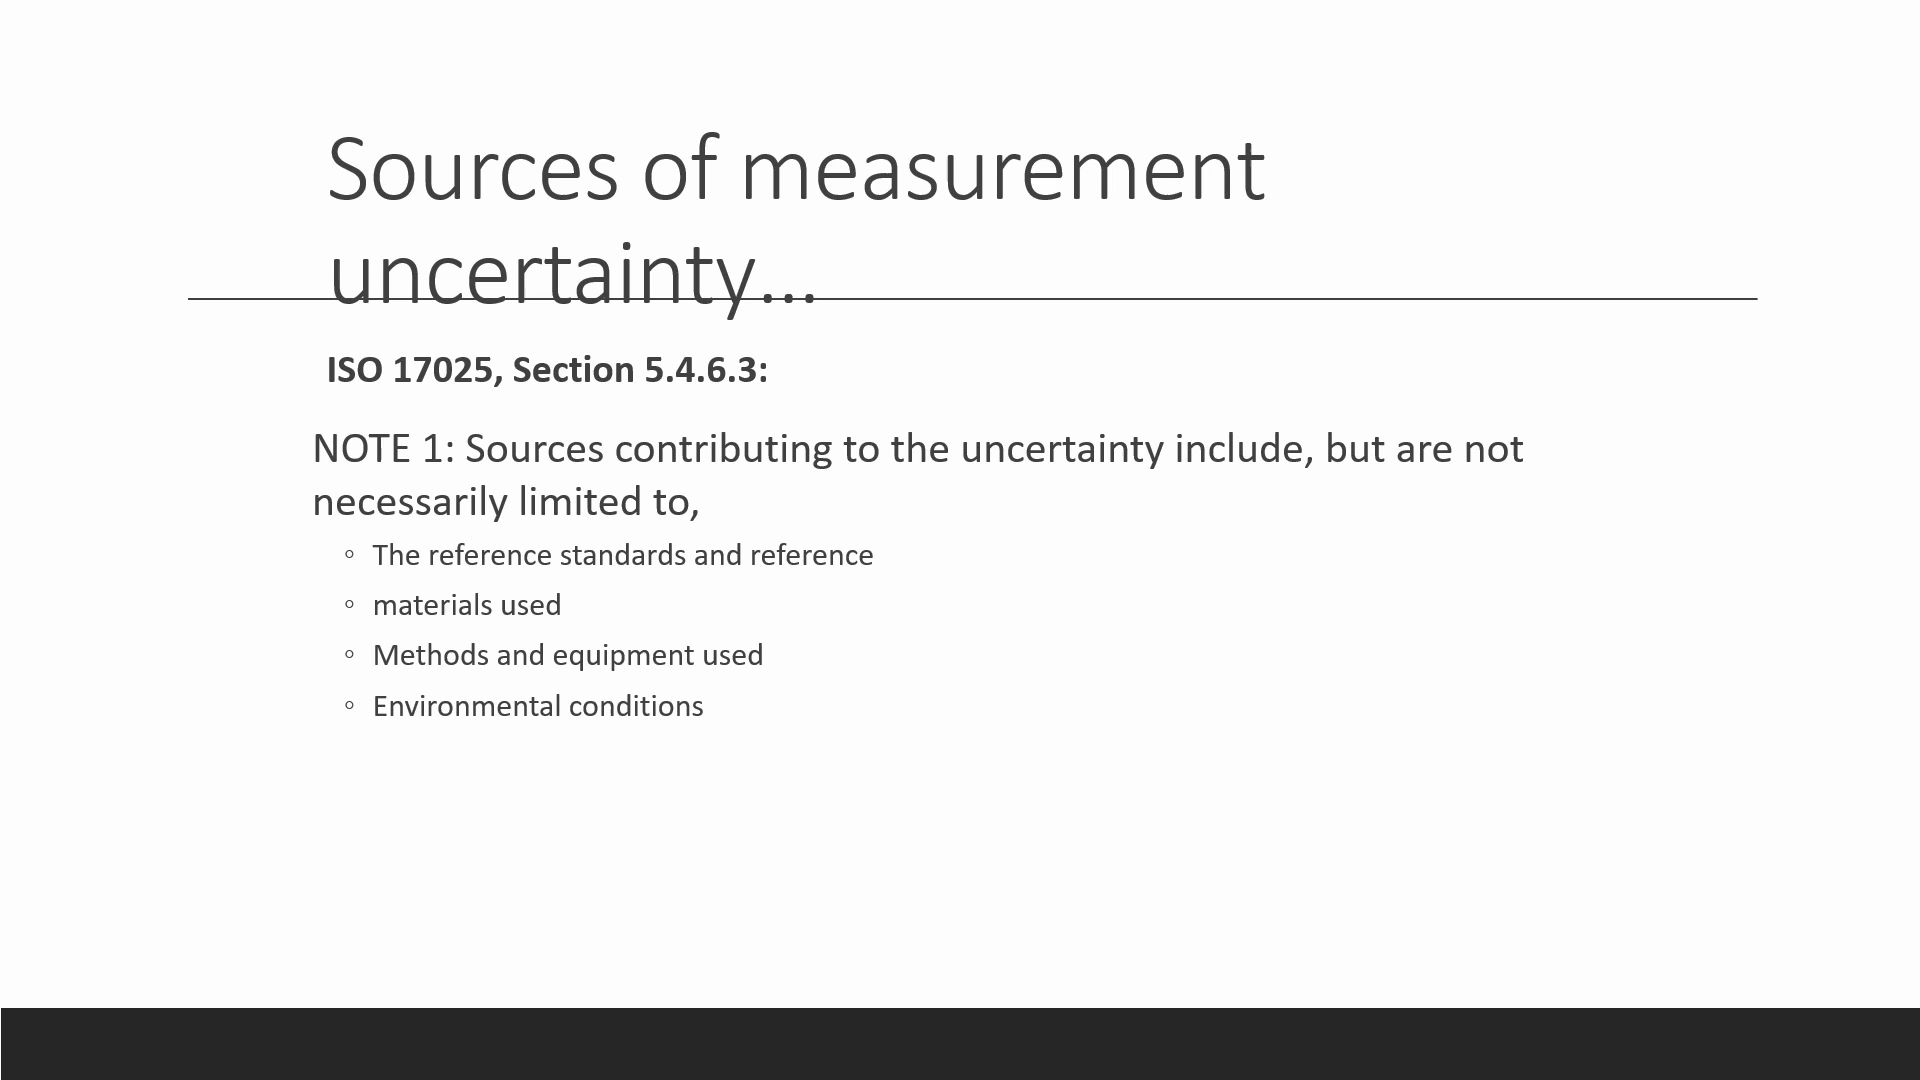 Sources of measurement
uncertainty...
ISO 17025, Section 5.4.6.3:
NOTE 1: Sources contributing to the uncertainty include, but are not
necessarily limited to,
◦ The reference standards and reference
◦ materials used
◦ Methods and equipment used
◦ Environmental conditions